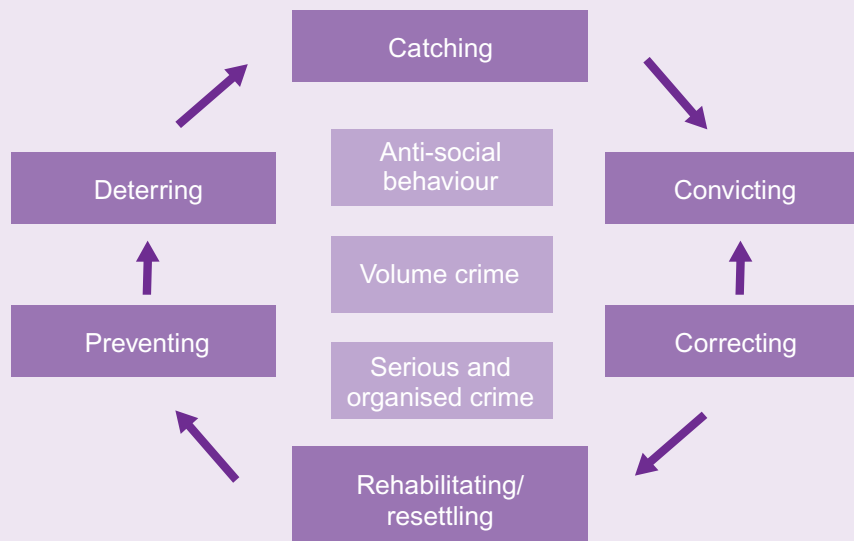 Catching
Anti-social
behaviour
Deterring
Convicting
Volume crime
Preventing
Correcting
Serious and
organised crime
Rehabilitating/
resettling